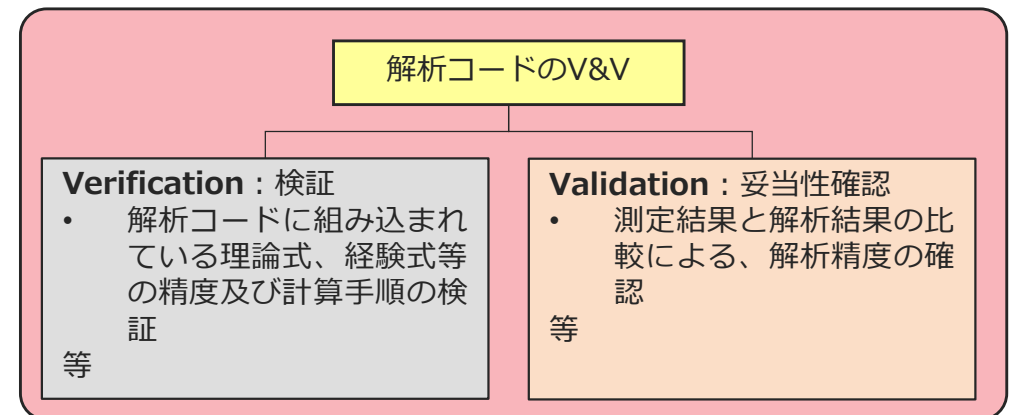 解析コードのV&V
Verification：検証
• 解析コードに組み込まれ
ている理論式、経験式等
の精度及び計算手順の検
証
等
Validation：妥当性確認
• 測定結果と解析結果の比
較による、解析精度の確
認
等